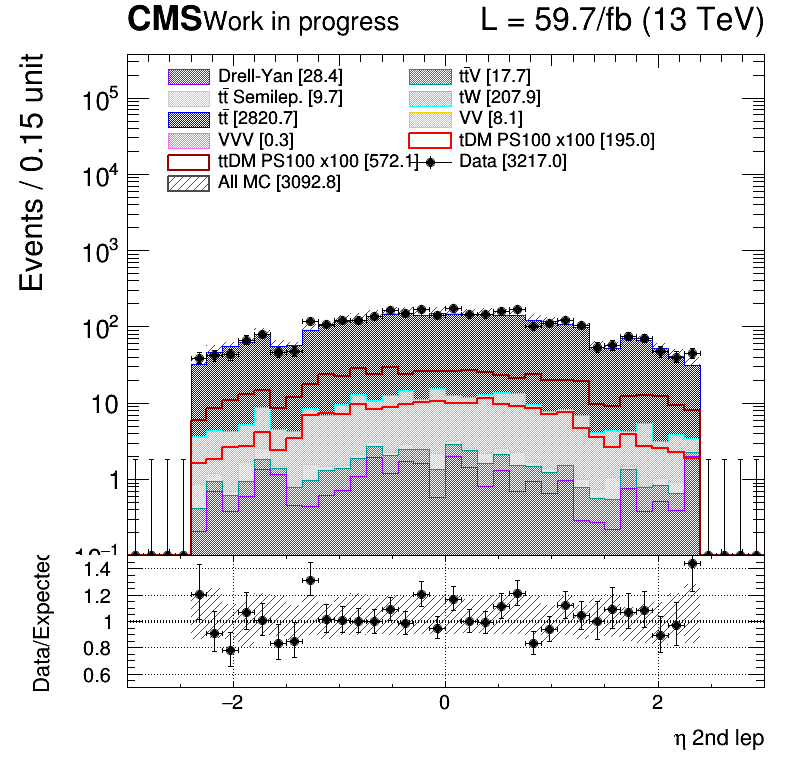 CMS Work in progress L = 59.7/fb (13 TeV)
Events / 0.15 unit
Drell-Yan [28.4] tt̄V [17.7]
tt̄ Semilep. [9.7] tW [207.9]
tt̄ [2820.7] VV [8.1]
VVV [0.3] tDM PS100 x100 [195.0]
ttDM PS100 x100 [572.1] Data [3217.0]
All MC [3092.8]
10⁵
10⁴
10³
10²
10
1
10⁻¹
Data/Expected
1.4
1.2
1
0.8
0.6
−2 0 2
η 2nd lep